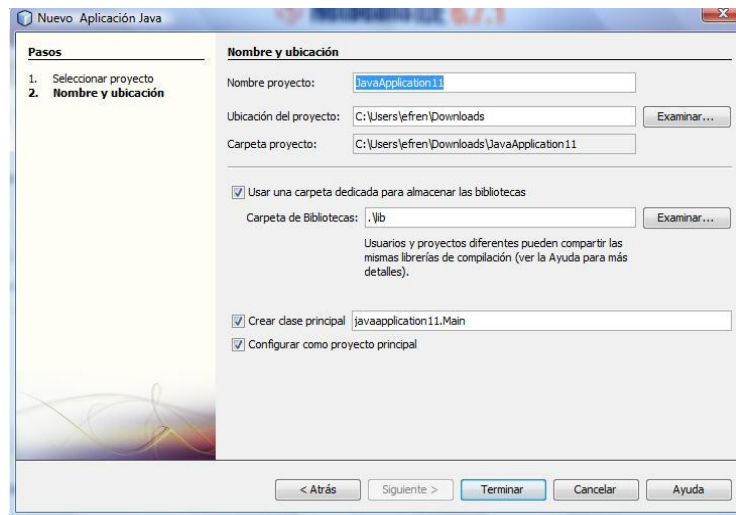 Nuevo Aplicación Java
6.7.1
Pasos
1. Seleccionar proyecto
2. Nombre y ubicación
Nombre y ubicación
Nombre proyecto: JavaApplication11
Ubicación del proyecto: C:\Users\efren\Downloads Examinar...
Carpeta proyecto: C:\Users\efren\Downloads\JavaApplication11
Usar una carpeta dedicada para almacenar las bibliotecas
Carpeta de Bibliotecas: .\lib Examinar...
Usuarios y proyectos diferentes pueden compartir las
mismas librerías de compilación (ver la Ayuda para más
detalles).
Crear clase principal javaapplication11.Main
Configurar como proyecto principal
< Atrás Siguiente > Terminar Cancelar Ayuda